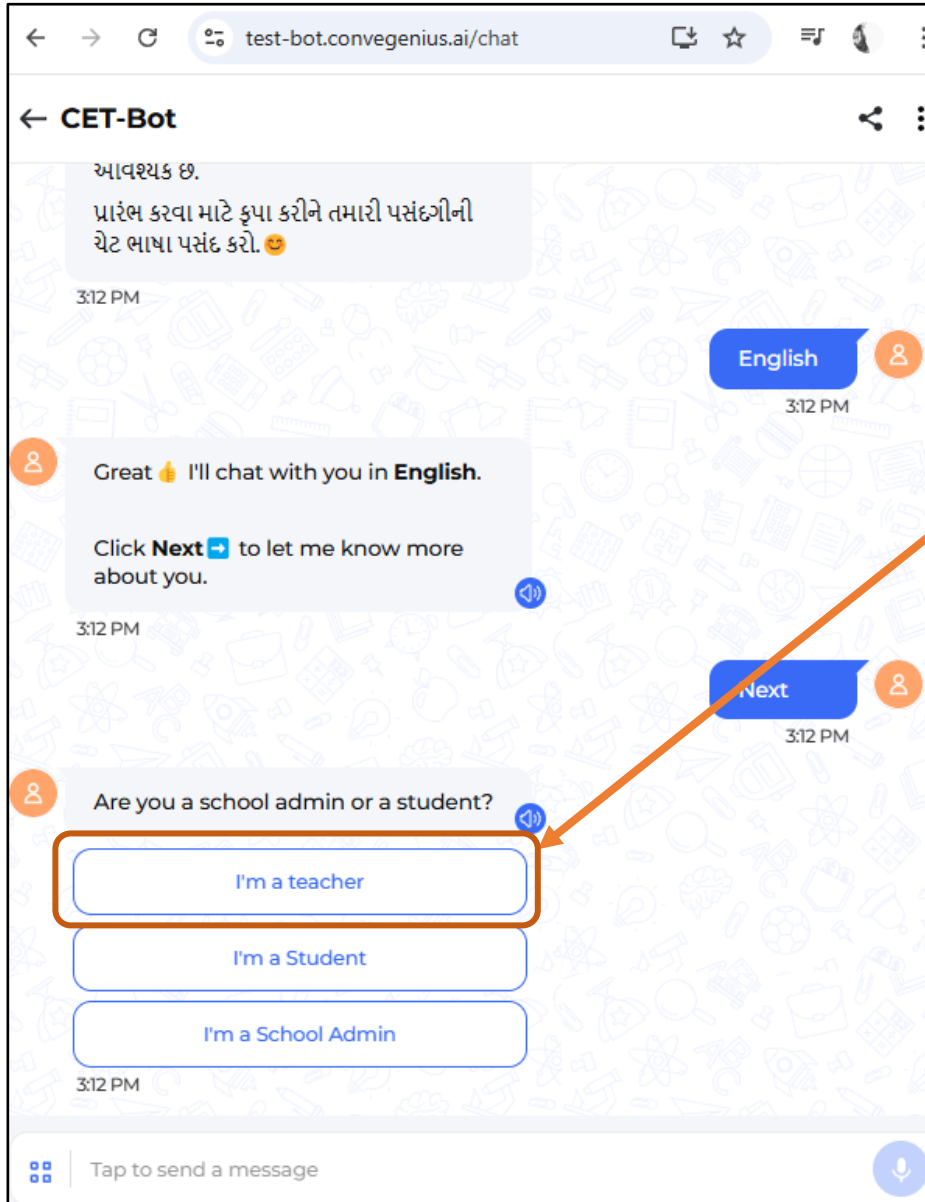 test-bot.convegenius.ai/chat
CET-Bot
આવશ્યક છે.
પ્રારંભ કરવા માટે કૃપા કરીને તમારી પસંદગીની
ચેટ ભાષા પસંદ કરો. 😊
3:12 PM
English
3:12 PM
Great 👍 I'll chat with you in English.
Click Next ➡️ to let me know more
about you.
3:12 PM
Next
3:12 PM
Are you a school admin or a student?
I'm a teacher
I'm a Student
I'm a School Admin
3:12 PM
Tap to send a message